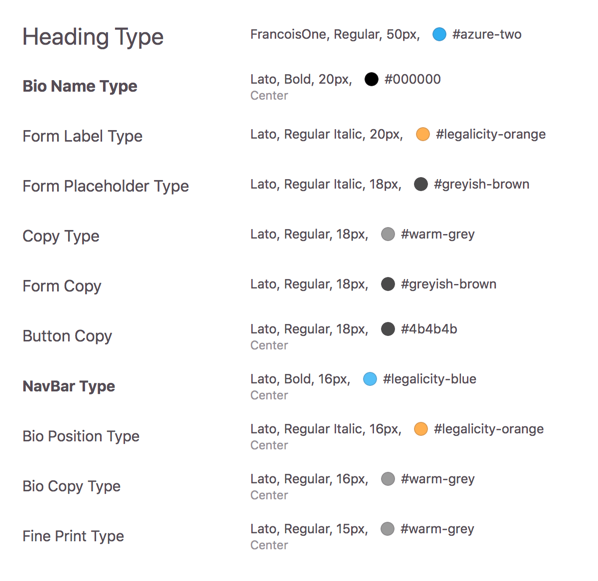 Heading Type
FrancoisOne, Regular, 50px, #azure-two
Bio Name Type
Lato, Bold, 20px, #000000
Center
Form Label Type
Lato, Regular Italic, 20px, #legalicity-orange
Form Placeholder Type
Lato, Regular Italic, 18px, #greyish-brown
Copy Type
Lato, Regular, 18px, #warm-grey
Form Copy
Lato, Regular, 18px, #greyish-brown
Button Copy
Lato, Regular, 18px, #4b4b4b
Center
NavBar Type
Lato, Bold, 16px, #legalicity-blue
Center
Bio Position Type
Lato, Regular Italic, 16px, #legalicity-orange
Center
Bio Copy Type
Lato, Regular, 16px, #warm-grey
Center
Fine Print Type
Lato, Regular, 15px, #warm-grey
Center